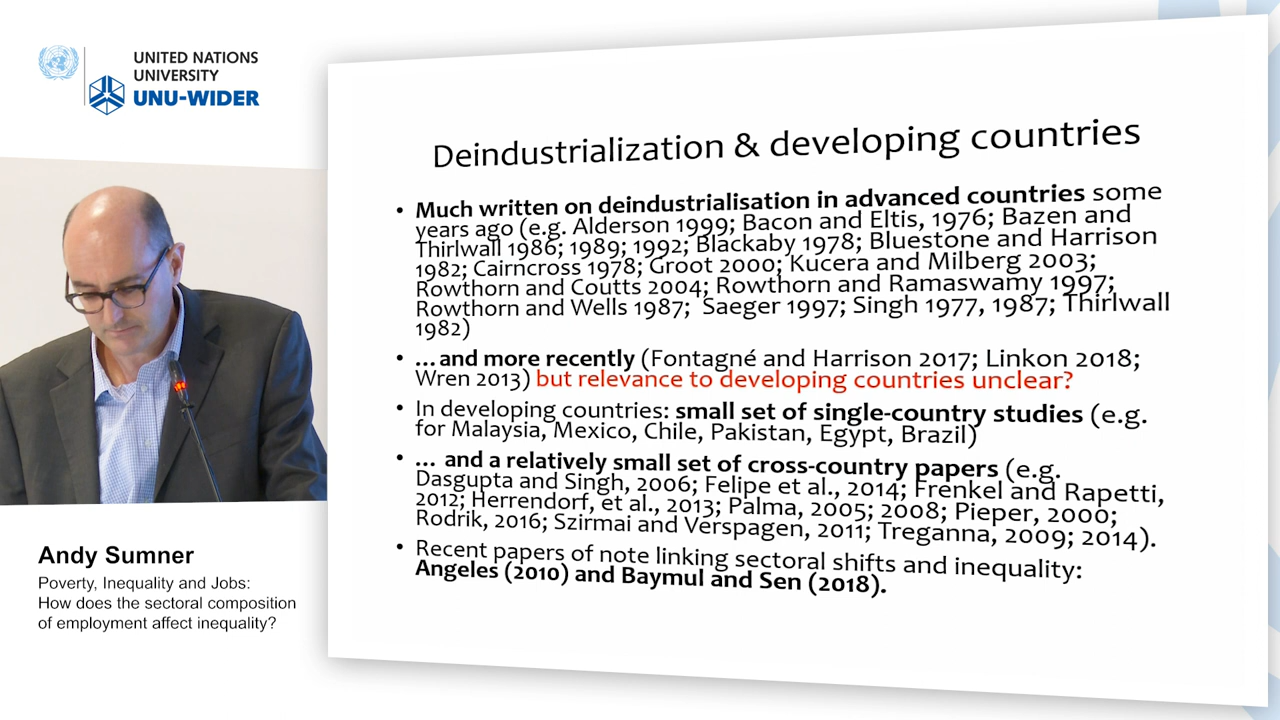 UNITED NATIONS
UNIVERSITY
UNU-WIDER
Deindustrialization & developing countries
• Much written on deindustrialisation in advanced countries some
years ago (e.g. Alderson 1999; Bacon and Eltis, 1976; Bazen and
Thirlwall 1986; 1989; 1992; Blackaby 1978; Bluestone and Harrison
1982; Cairncross 1978; Groot 2000; Kucera and Milberg 2003;
Rowthorn and Coutts 2004; Rowthorn and Ramaswamy 1997;
Rowthorn and Wells 1987; Saeger 1997; Singh 1977, 1987; Thirlwall
1982)
• ...and more recently (Fontagné and Harrison 2017; Linkon 2018;
Wren 2013) but relevance to developing countries unclear?
• In developing countries: small set of single-country studies (e.g.
for Malaysia, Mexico, Chile, Pakistan, Egypt, Brazil)
• ... and a relatively small set of cross-country papers (e.g.
Dasgupta and Singh, 2006; Felipe et al., 2014; Frenkel and Rapetti,
2012; Herrendorf, et al., 2013; Palma, 2005; 2008; Pieper, 2000;
Rodrik, 2016; Szirmai and Verspagen, 2011; Treganna, 2009; 2014).
• Recent papers of note linking sectoral shifts and inequality:
Angeles (2010) and Baymul and Sen (2018).
Andy Sumner
Poverty, Inequality and Jobs:
How does the sectoral composition
of employment affect inequality?